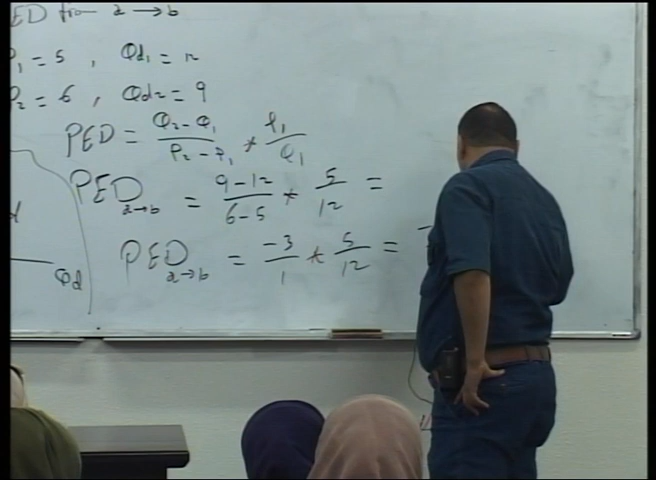 PED from a → b
P1 = 5 , Qd1 = 12
P2 = 6 , Qd2 = 9
PED = Q2 - Q1 / P2 - P1 * P1 / Q1
PED a→b = 9 - 12 / 6 - 5 * 5 / 12 =
PED a→b = -3 / 1 * 5 / 12 = -
Qd